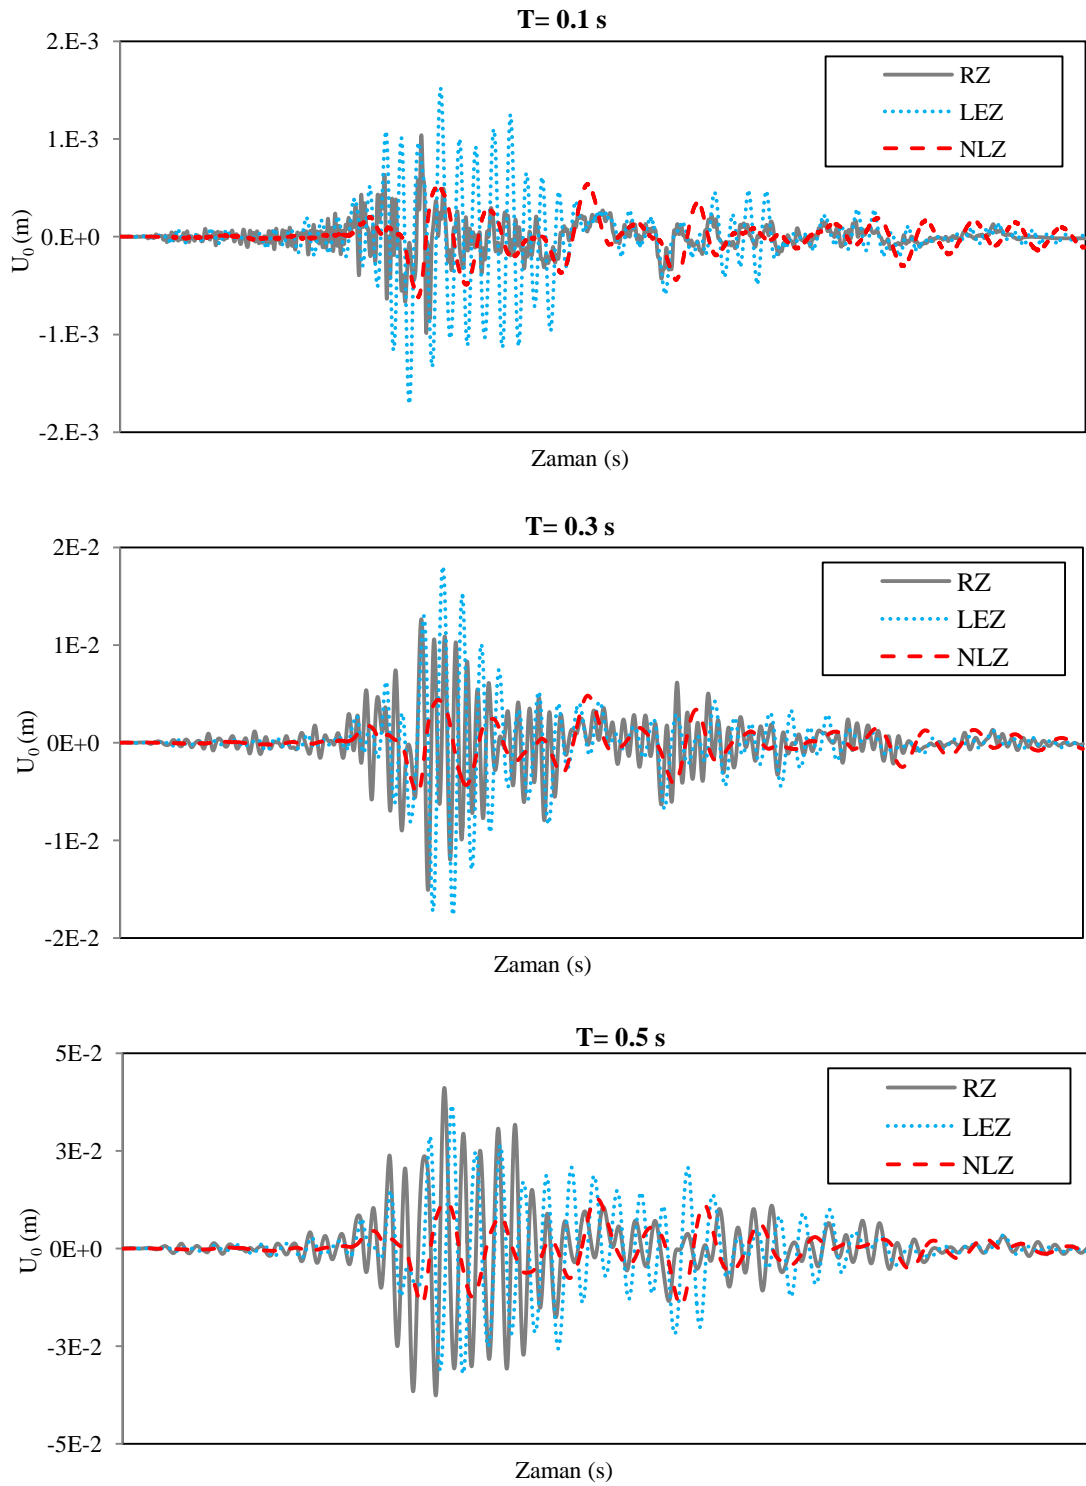 T= 0.1 s
2.E-3
1.E-3
0.E+0
-1.E-3
-2.E-3
U0 (m)
RZ
LEZ
NLZ
Zaman (s)
T= 0.3 s
2E-2
1E-2
0E+0
-1E-2
-2E-2
U0 (m)
RZ
LEZ
NLZ
Zaman (s)
T= 0.5 s
5E-2
3E-2
0E+0
-3E-2
-5E-2
U0 (m)
RZ
LEZ
NLZ
Zaman (s)